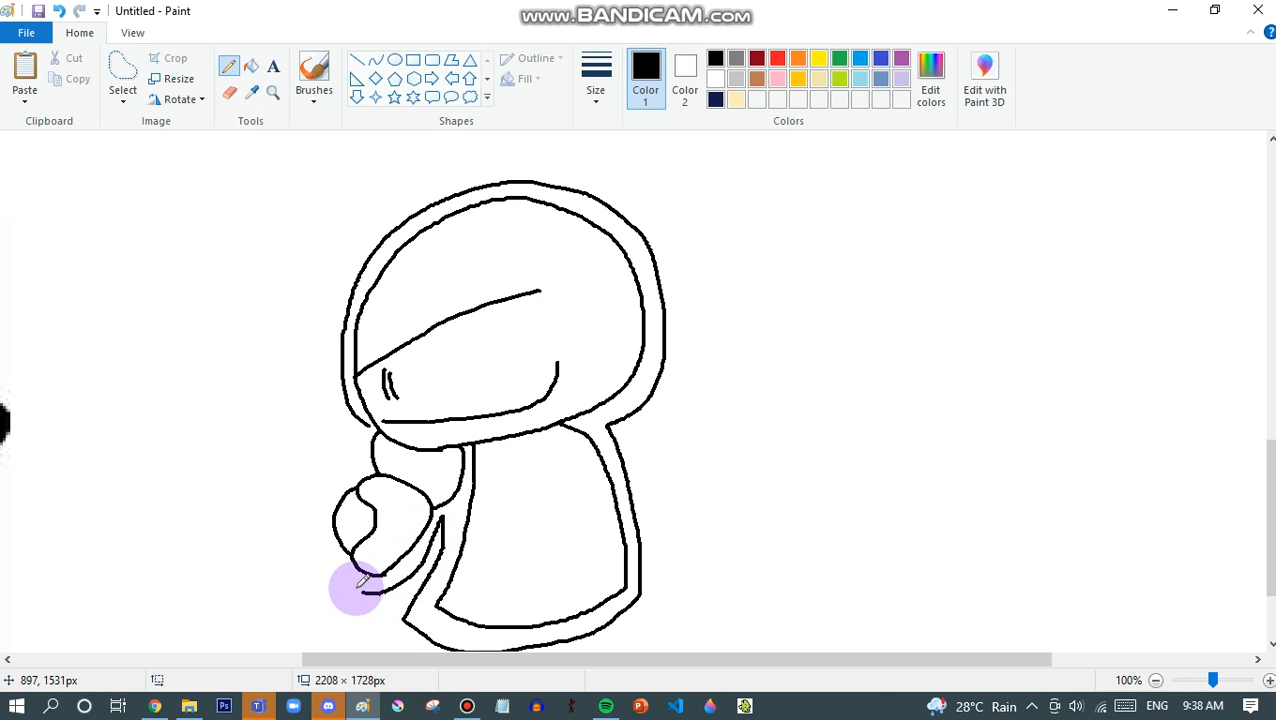 Untitled - Paint
www.BANDICAM.com
File
Home
View
Paste
Cut
Copy
Clipboard
Select
Crop
Resize
Rotate
Image
Tools
Brushes
Shapes
Outline
Fill
Size
Color
1
Color
2
Colors
Edit
colors
Edit with
Paint 3D
897, 1531px
2208 × 1728px
100%
28°C Rain
ENG
9:38 AM